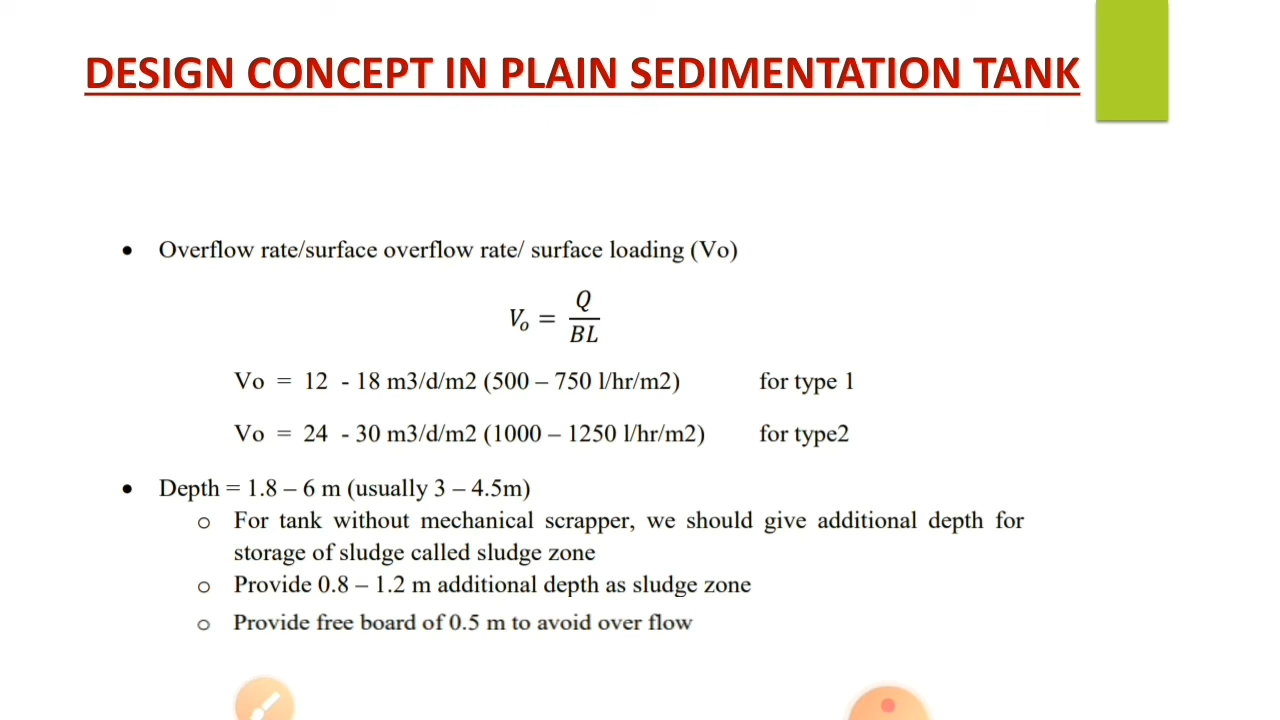 DESIGN CONCEPT IN PLAIN SEDIMENTATION TANK
• Overflow rate/surface overflow rate/ surface loading (Vo)
V₀ = Q / BL
Vo = 12 - 18 m3/d/m2 (500 – 750 l/hr/m2) for type 1
Vo = 24 - 30 m3/d/m2 (1000 – 1250 l/hr/m2) for type2
• Depth = 1.8 – 6 m (usually 3 – 4.5m)
o For tank without mechanical scrapper, we should give additional depth for
storage of sludge called sludge zone
o Provide 0.8 – 1.2 m additional depth as sludge zone
o Provide free board of 0.5 m to avoid over flow